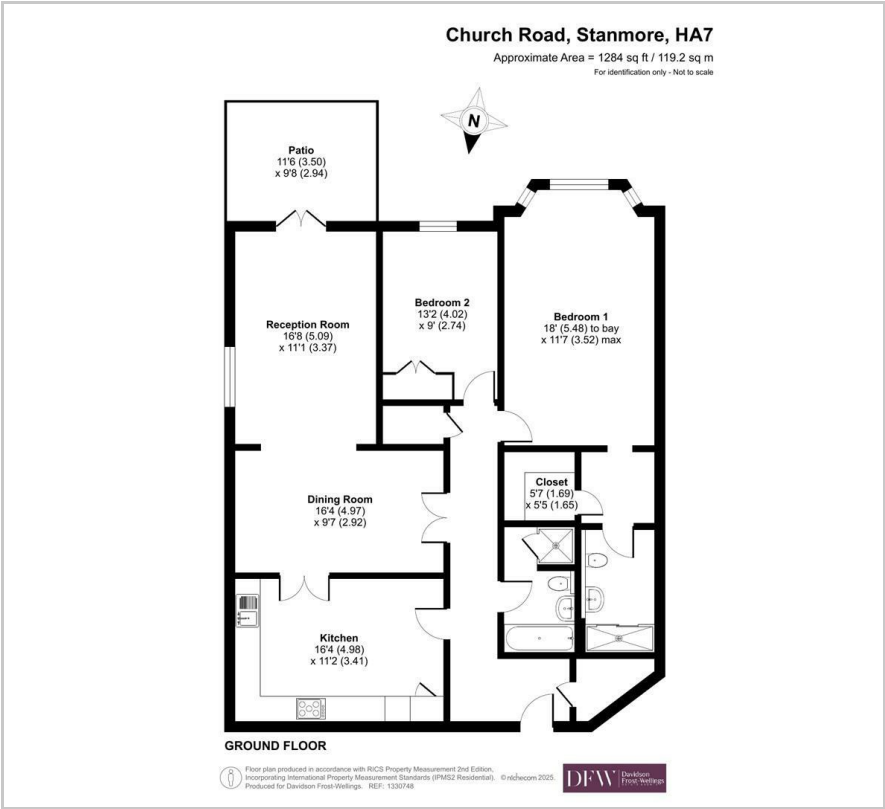 Church Road, Stanmore, HA7
Approximate Area = 1284 sq ft / 119.2 sq m
For identification only - Not to scale
N
Patio
11'6 (3.50)
x 9'8 (2.94)
Reception Room
16'8 (5.09)
x 11'1 (3.37)
Bedroom 2
13'2 (4.02)
x 9' (2.74)
Bedroom 1
18' (5.48) to bay
x 11'7 (3.52) max
Closet
5'7 (1.69)
x 5'5 (1.65)
Dining Room
16'4 (4.97)
x 9'7 (2.92)
Kitchen
16'4 (4.98)
x 11'2 (3.41)
GROUND FLOOR
Floor plan produced in accordance with RICS Property Measurement 2nd Edition,
Incorporating International Property Measurement Standards (IPMS2 Residential). © nichecom 2025.
Produced for Davidson Frost-Wellings. REF: 1330748
DFW
Davidson
Frost-Wellings